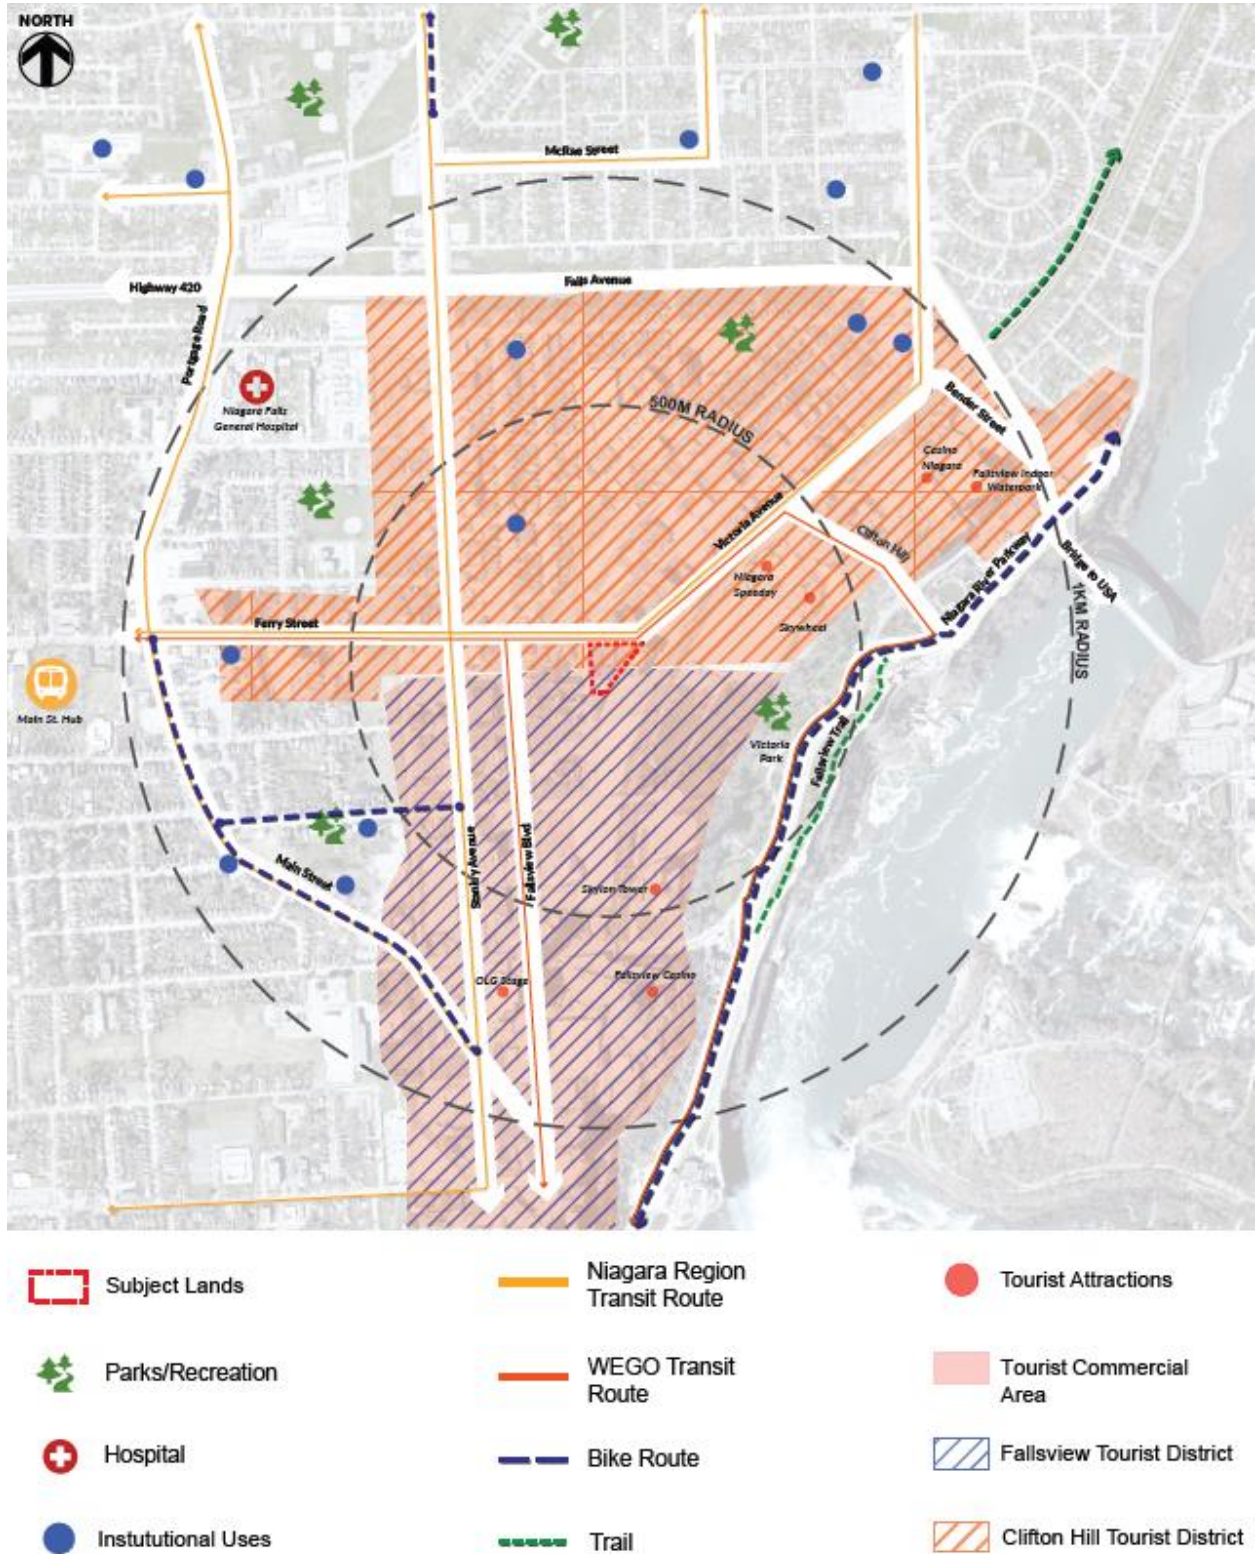 NORTH
McRae Street
Highway 420
Falls Avenue
Portage Road
Niagara Falls
General Hospital
500M RADIUS
Bender Street
Casino
Niagara
Fallsview Indoor
Waterpark
Victoria Avenue
Clifton Hill
Niagara
Speeday
Skywheel
Niagara River Parkway
Bridge to USA
1KM RADIUS
Ferry Street
Main St. Hub
Victoria
Park
Fallsview Trail
Main Street
Stanley Avenue
Fallsview Blvd
Skylon Tower
OLG Stage
Fallsview Casino
Subject Lands
Niagara Region
Transit Route
Tourist Attractions
Parks/Recreation
WEGO Transit
Route
Tourist Commercial
Area
Hospital
Bike Route
Fallsview Tourist District
Instututional Uses
Trail
Clifton Hill Tourist District